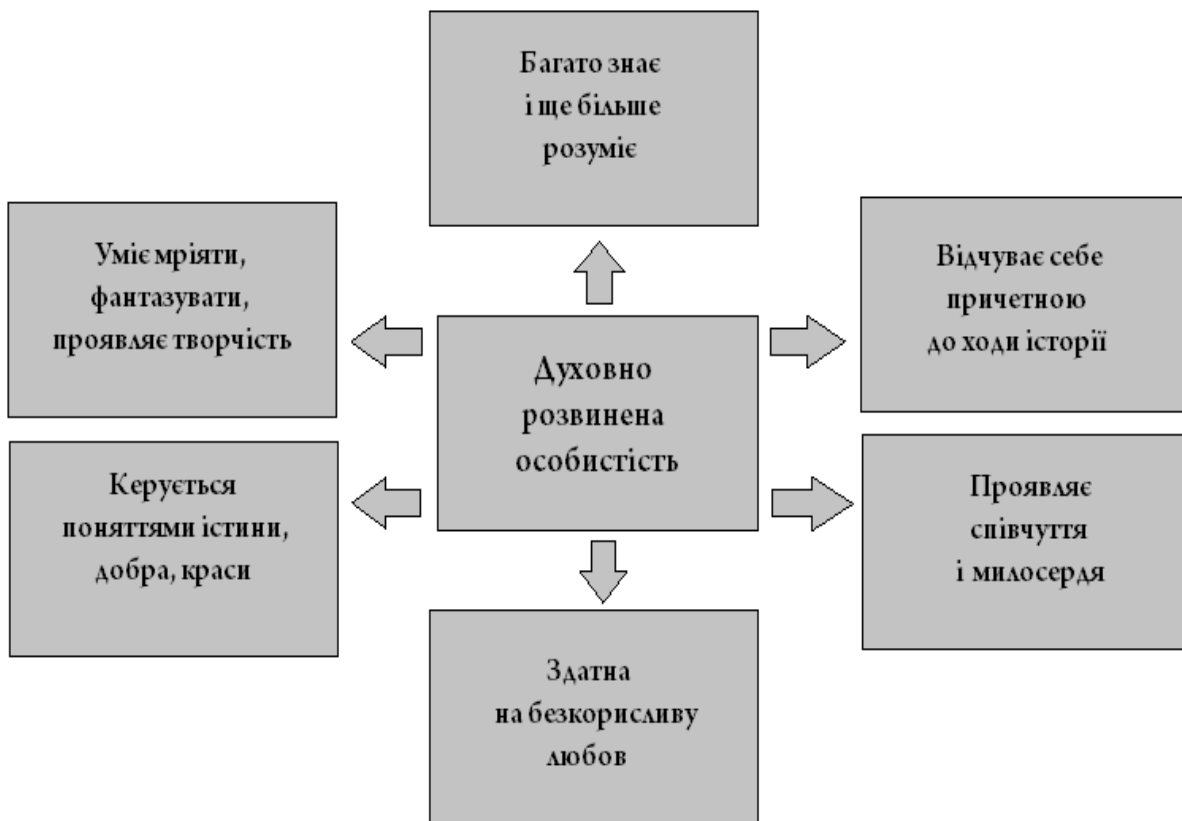 Багато знає
і ще більше
розуміє
Уміє мріяти,
фантазувати,
проявляє творчість
Відчуває себе
причетною
до ходи історії
Духовно
розвинена
особистість
Керується
поняттями істини,
добра, краси
Проявляє
співчуття
і милосердя
Здатна
на безкорисливу
любов